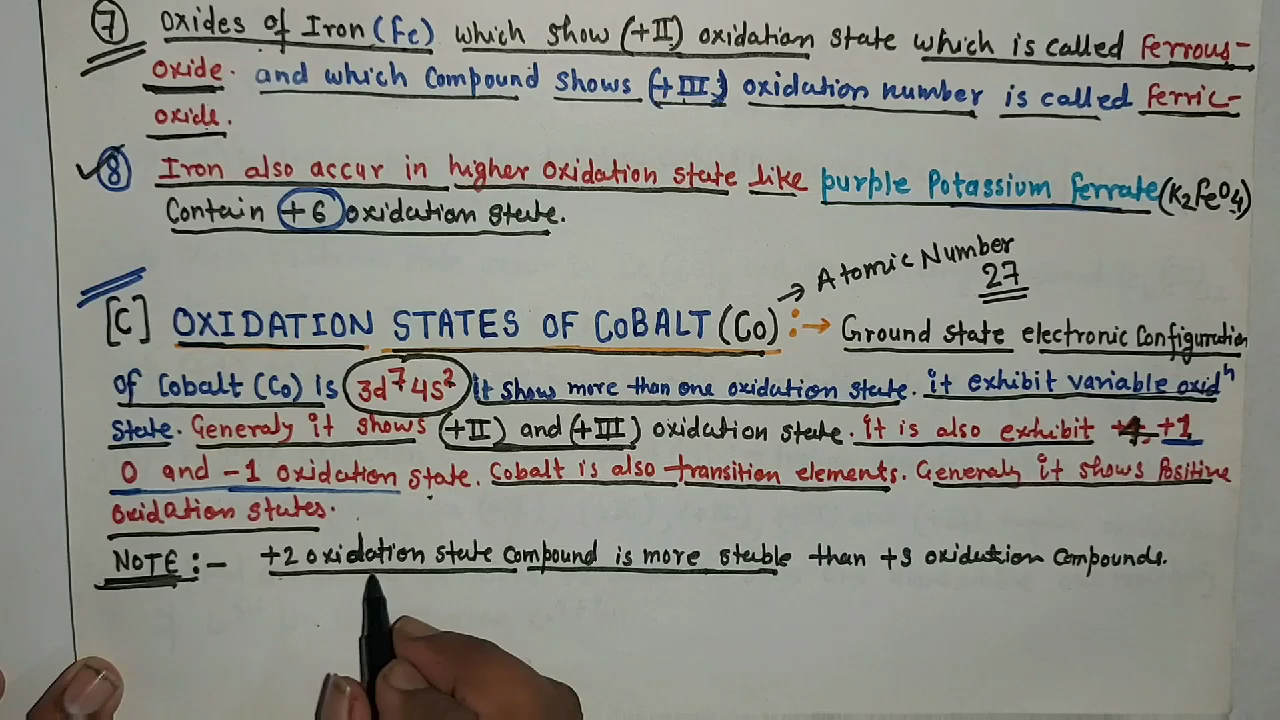 (7) Oxides of Iron (Fe) which show (+II) oxidation state which is called Ferrous-
oxide. and which Compound shows (+III) oxidation number is called Ferric-
oxide.
(8) Iron also accur in higher oxidation state like purple Potassium ferrate (K2FeO4)
Contain +6 oxidation state.
→ Atomic Number
27
[C] OXIDATION STATES OF COBALT (Co) :→ Ground state electronic Configuration
of Cobalt (Co) is 3d7 4s2 it show more than one oxidation state. it exhibit variable oxidn
state. Generaly it shows (+II) and (+III) oxidation state. it is also exhibit +1
0 and -1 oxidation state. Cobalt is also transition elements. Generaly it shows Positive
oxidation states.
NOTE :- +2 oxidation state compound is more stable than +3 oxidation compounds.